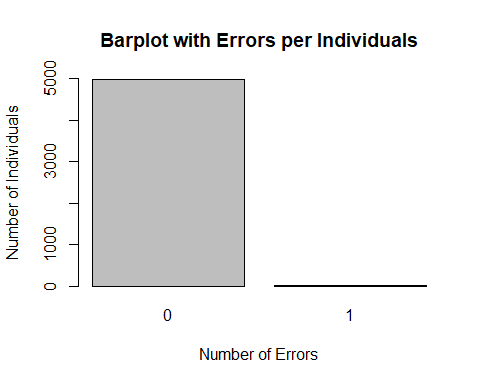 Barplot with Errors per Individuals
Number of Individuals
5000
3000
1000
0
0 1
Number of Errors